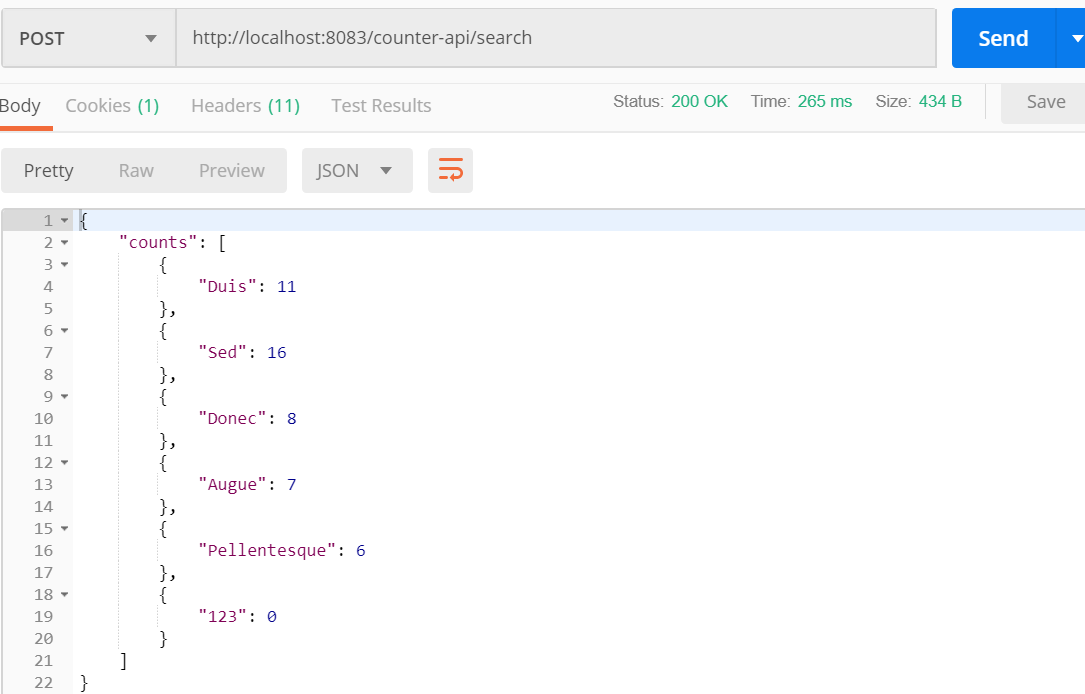 POST http://localhost:8083/counter-api/search Send
Body Cookies (1) Headers (11) Test Results Status: 200 OK Time: 265 ms Size: 434 B Save
Pretty Raw Preview JSON
1 {
2 "counts": [
3 {
4 "Duis": 11
5 },
6 {
7 "Sed": 16
8 },
9 {
10 "Donec": 8
11 },
12 {
13 "Augue": 7
14 },
15 {
16 "Pellentesque": 6
17 },
18 {
19 "123": 0
20 }
21 ]
22 }